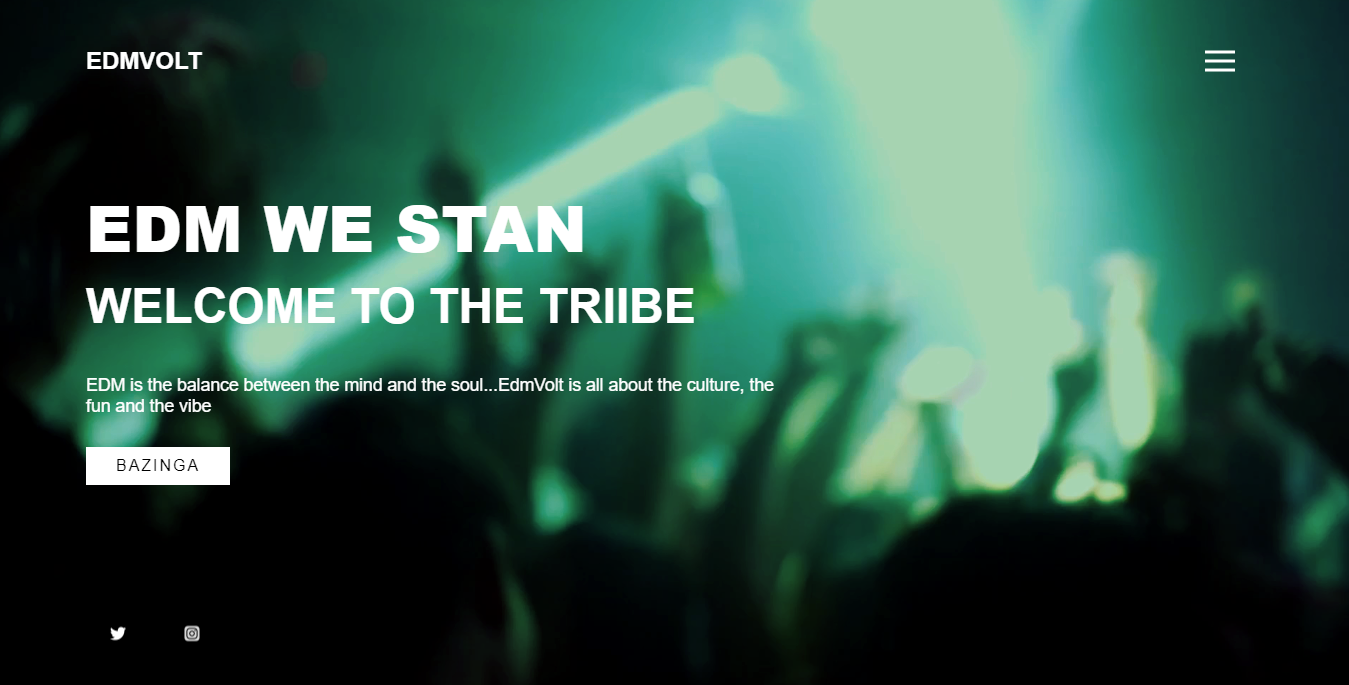 EDMVOLT
EDM WE STAN
WELCOME TO THE TRIIBE
EDM is the balance between the mind and the soul...EdmVolt is all about the culture, the
fun and the vibe
BAZINGA